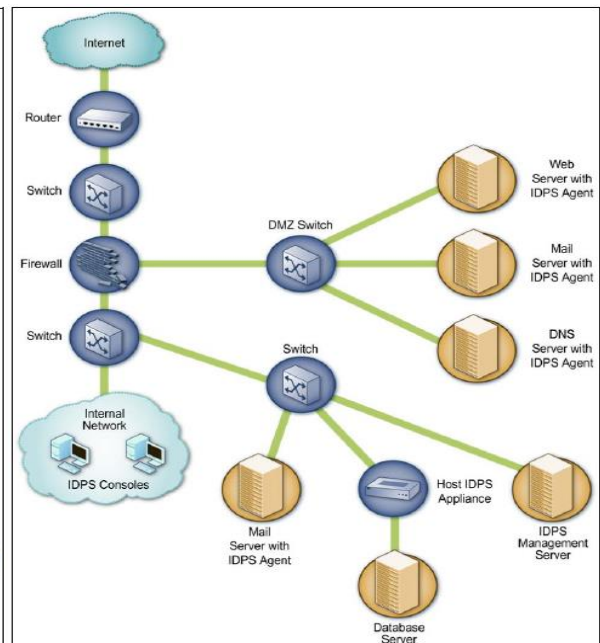 Internet
Router
Switch
Web
Server with
IDPS Agent
DMZ Switch
Firewall
Mail
Server with
IDPS Agent
Switch
DNS
Server with
IDPS Agent
Switch
Internal
Network
IDPS Consoles
Mail
Server with
IDPS Agent
Host IDPS
Appliance
IDPS
Management
Server
Database
Server